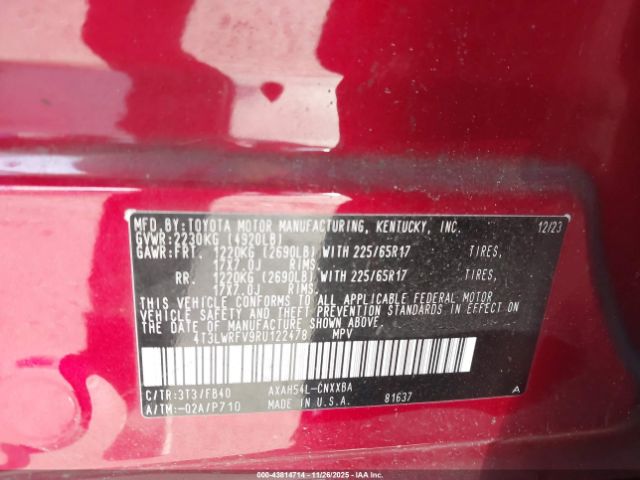 MFD.BY:TOYOTA MOTOR MANUFACTURING, KENTUCKY, INC. 12/23
GVWR:2230KG (4920LB)
GAWR:FRT. 1220KG (2690LB) WITH 225/65R17 TIRES,
17X7.0J RIMS.
RR. 1220KG (2690LB) WITH 225/65R17 TIRES,
17X7.0J RIMS.
THIS VEHICLE CONFORMS TO ALL APPLICABLE FEDERAL MOTOR
VEHICLE SAFETY AND THEFT PREVENTION STANDARDS IN EFFECT
ON THE DATE OF MANUFACTURE SHOWN ABOVE.
4T3LWRFV9RU122478 MPV
C/TR:3T3/FB40 AXAH54L-CNXXBA A
A/TM:-02A/P710 MADE IN U.S.A. 81637
000-43814714 - 11/26/2025 - IAAI.COM